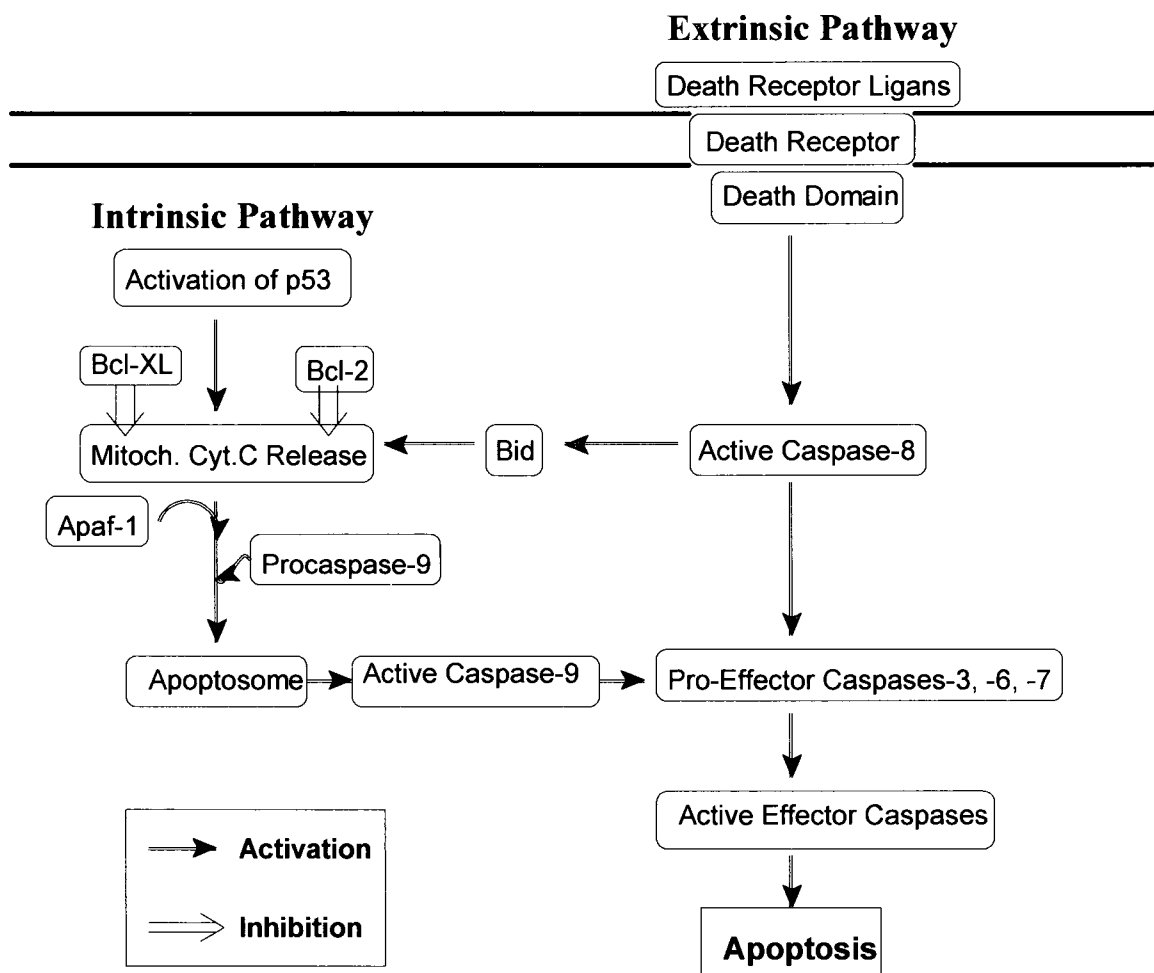 Extrinsic Pathway
Death Receptor Ligans
Death Receptor
Death Domain
Intrinsic Pathway
Activation of p53
Bcl-XL
Bcl-2
Mitoch. Cyt.C Release
Bid
Active Caspase-8
Apaf-1
Procaspase-9
Apoptosome
Active Caspase-9
Pro-Effector Caspases-3, -6, -7
Active Effector Caspases
Activation
Inhibition
Apoptosis